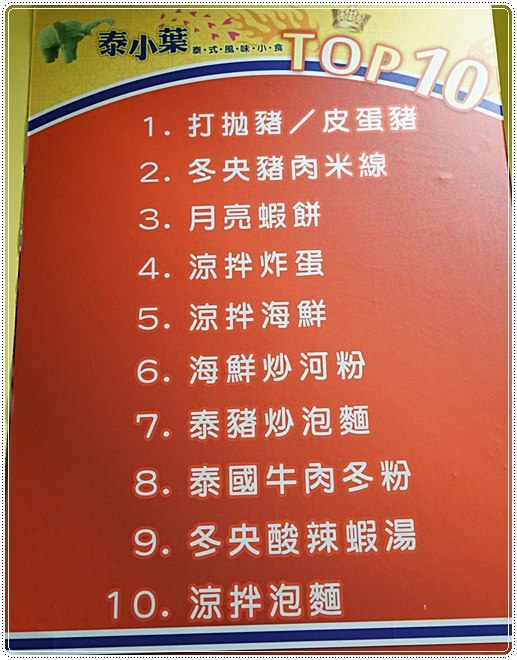 泰小葉
泰·式·風·味·小·食
TOP 10
1. 打拋豬／皮蛋豬
2. 冬央豬肉米線
3. 月亮蝦餅
4. 涼拌炸蛋
5. 涼拌海鮮
6. 海鮮炒河粉
7. 泰豬炒泡麵
8. 泰國牛肉冬粉
9. 冬央酸辣蝦湯
10. 涼拌泡麵